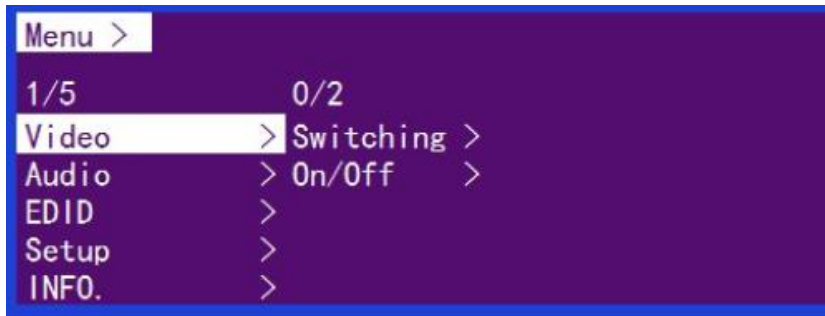 Menu >
1/5 0/2
Video > Switching >
Audio > On/Off >
EDID >
Setup >
INFO. >